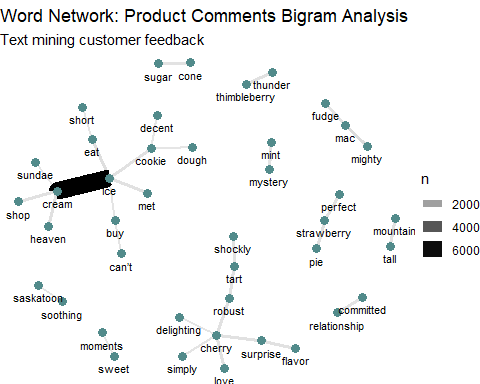 Word Network: Product Comments Bigram Analysis
Text mining customer feedback
sugar cone
thunder
thimbleberry
short
decent
fudge
mac
mighty
eat
cookie dough
mint
mystery
sundae
ice
cream
met
shop
heaven
buy
can't
perfect
strawberry
pie
mountain
tall
n
2000
4000
6000
shockly
tart
robust
saskatoon
soothing
committed
relationship
delighting
cherry
surprise
flavor
simply
love
moments
sweet